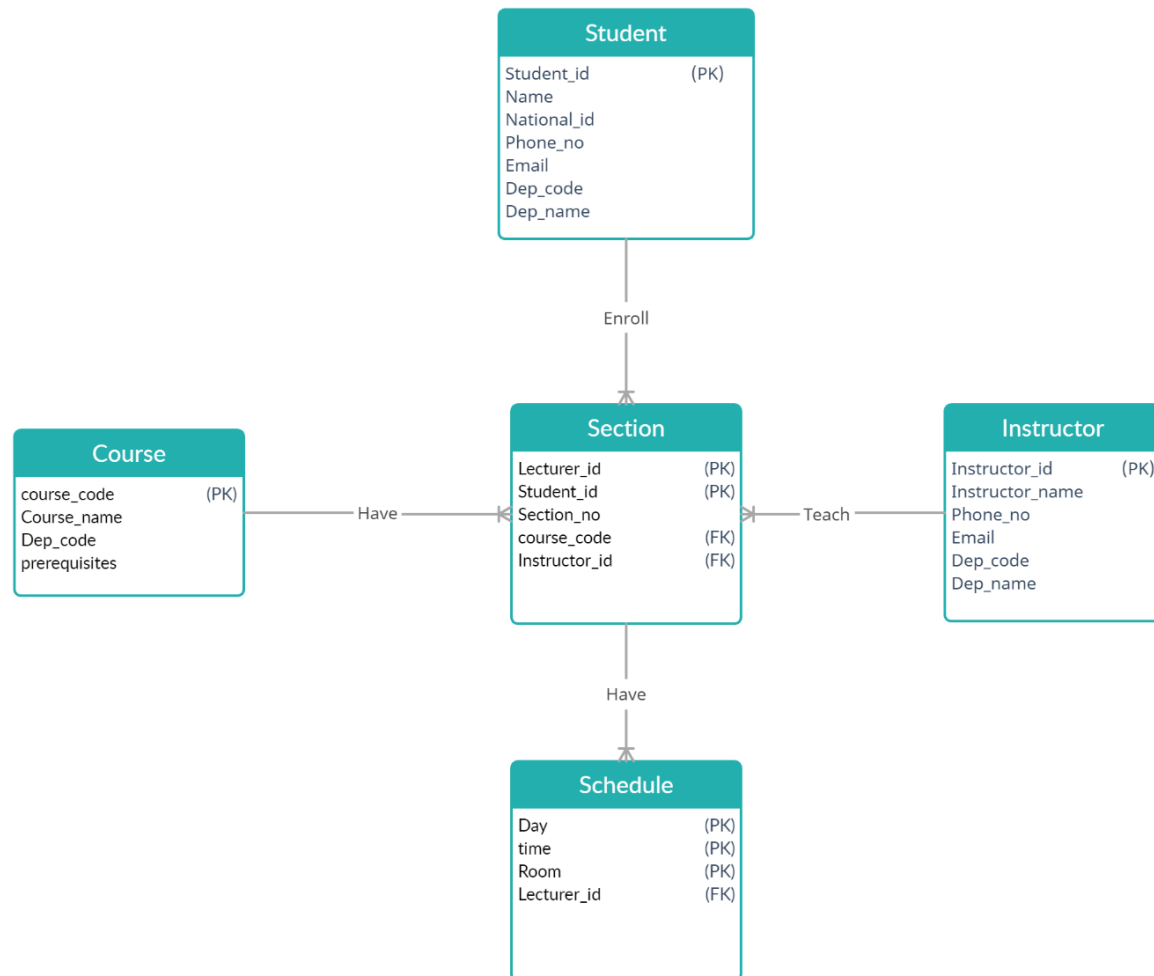 Student
Student_id (PK)
Name
National_id
Phone_no
Email
Dep_code
Dep_name
Enroll
Course
course_code (PK)
Course_name
Dep_code
prerequisites
Have
Section
Lecturer_id (PK)
Student_id (PK)
Section_no
course_code (FK)
Instructor_id (FK)
Teach
Instructor
Instructor_id (PK)
Instructor_name
Phone_no
Email
Dep_code
Dep_name
Have
Schedule
Day (PK)
time (PK)
Room (PK)
Lecturer_id (FK)